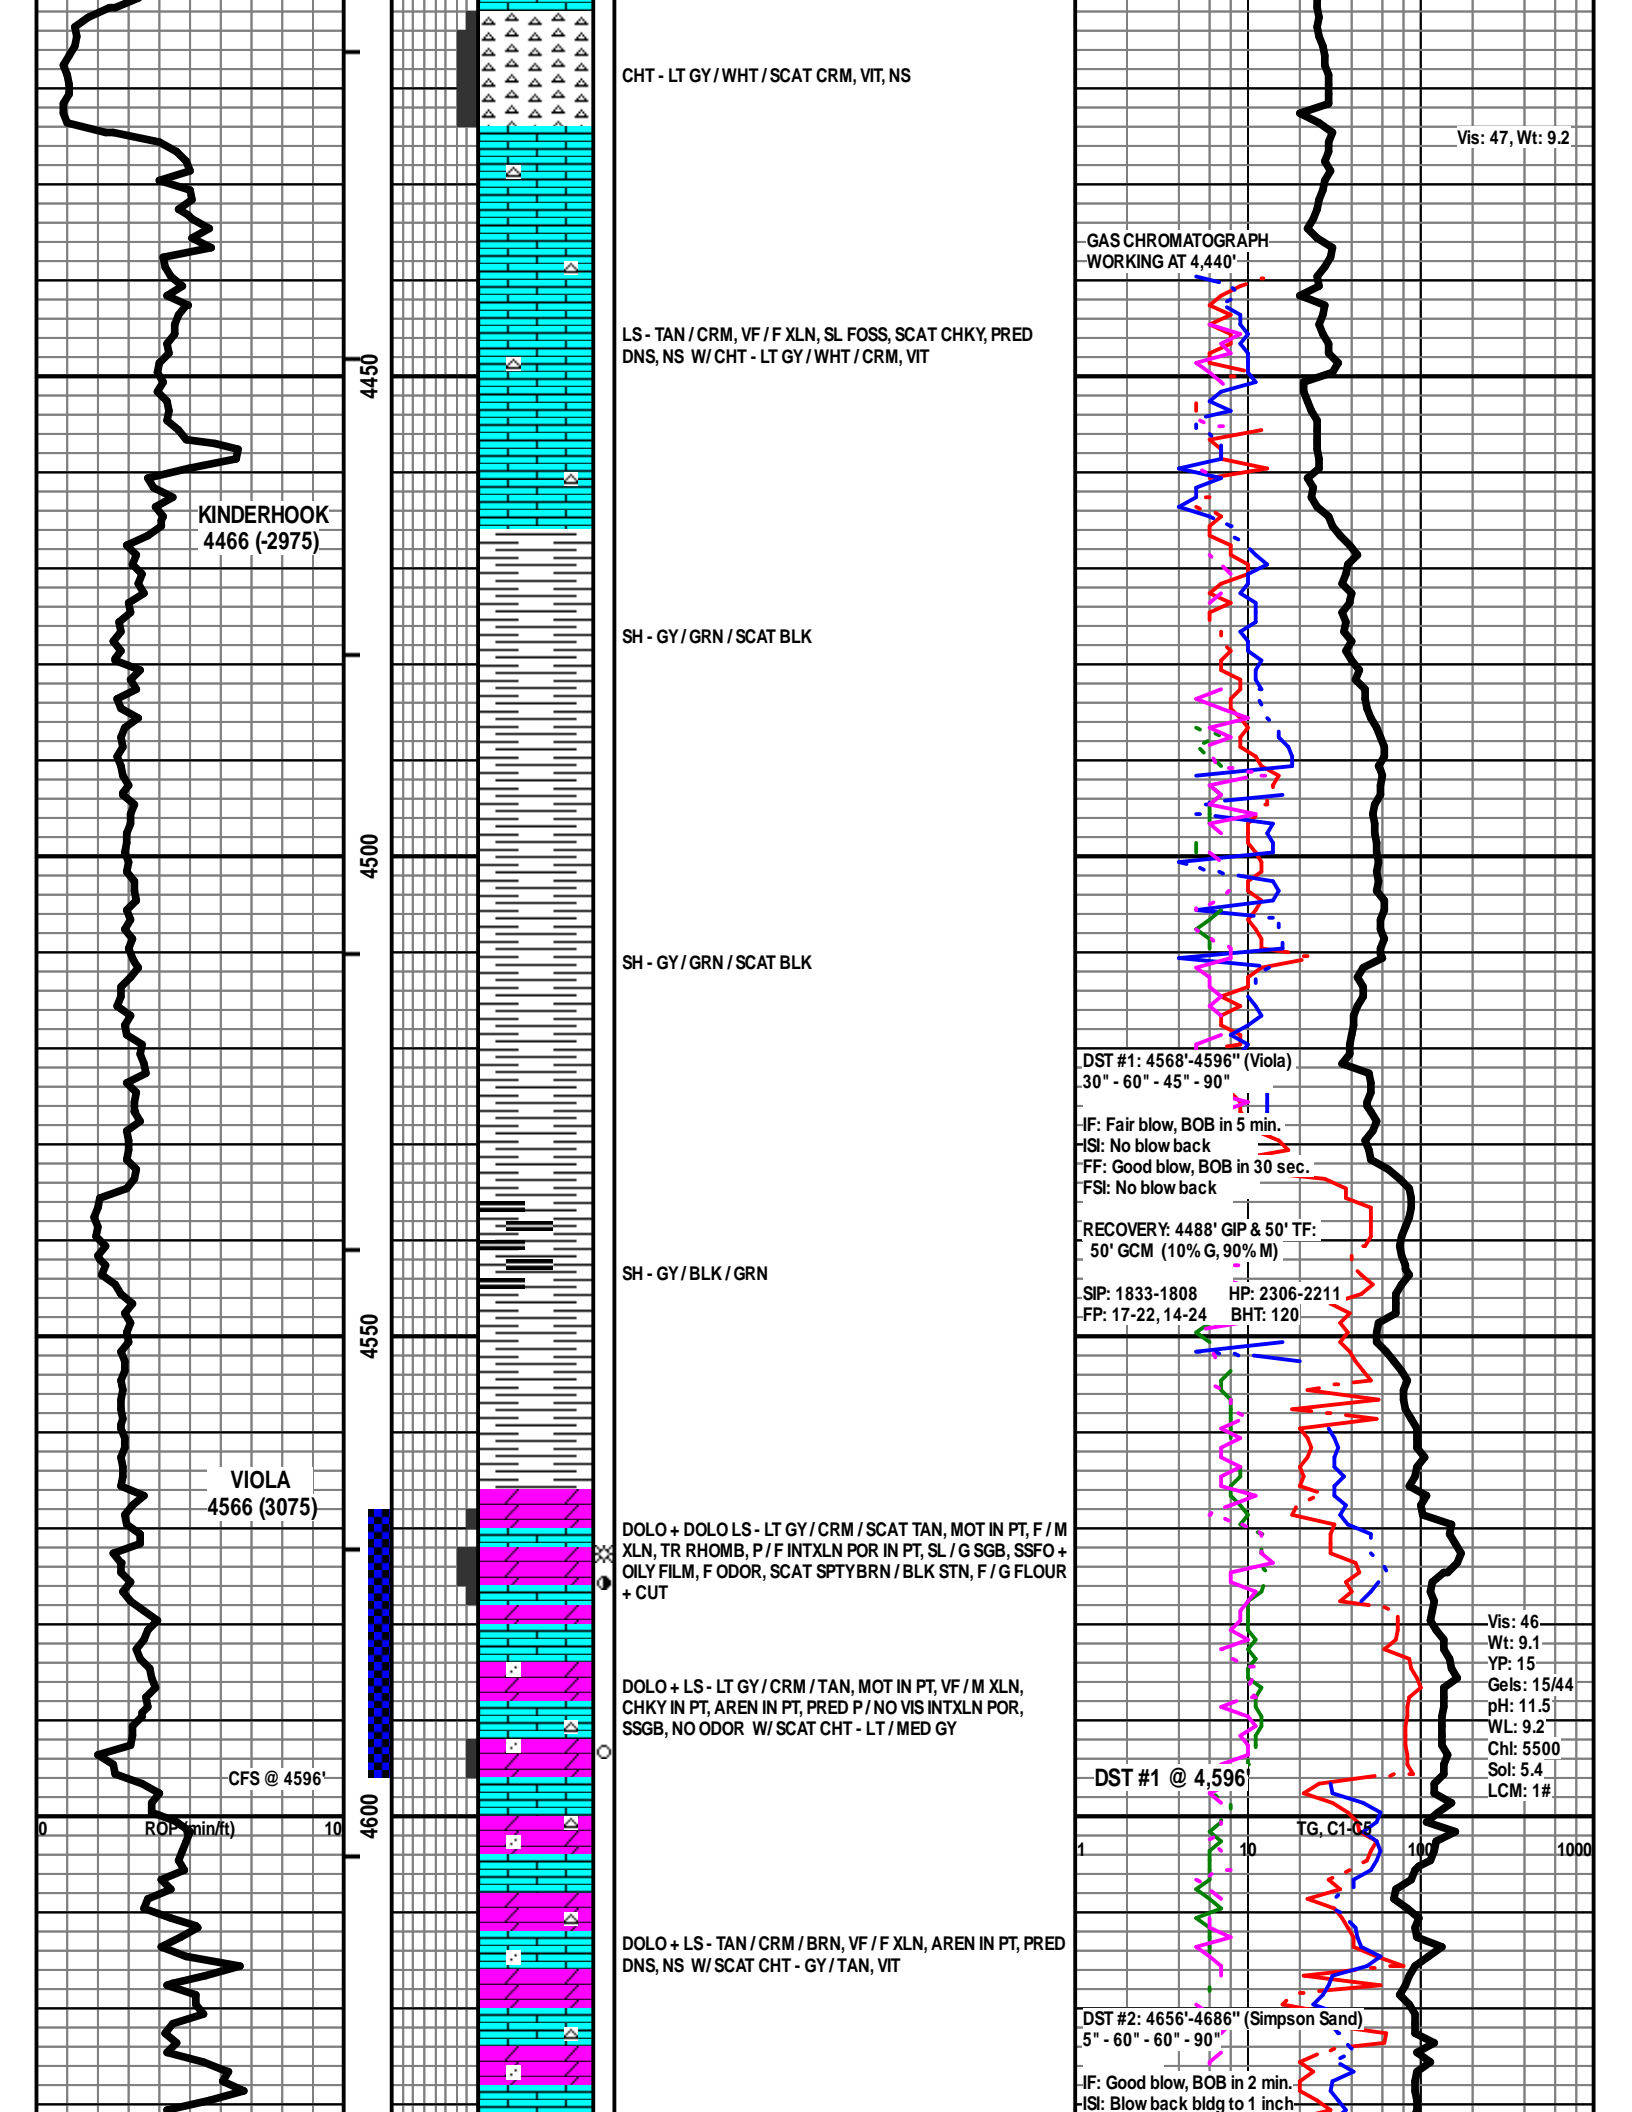 CHT - LT GY / WHT / SCAT CRM, VIT, NS
Vis: 47, Wt: 9.2
GAS CHROMATOGRAPH
WORKING AT 4,440'
LS - TAN / CRM, VF / F XLN, SL FOSS, SCAT CHKY, PRED
DNS, NS W/ CHT - LT GY / WHT / CRM, VIT
4450
KINDERHOOK
4466 (-2975)
SH - GY / GRN / SCAT BLK
4500
SH - GY / GRN / SCAT BLK
DST #1: 4568'-4596" (Viola)
30" - 60" - 45" - 90"
IF: Fair blow, BOB in 5 min.
ISI: No blow back
FF: Good blow, BOB in 30 sec.
FSI: No blow back
RECOVERY: 4488' GIP & 50' TF:
50' GCM (10% G, 90% M)
SH - GY / BLK / GRN
SIP: 1833-1808 HP: 2306-2211
FP: 17-22, 14-24 BHT: 120
4550
VIOLA
4566 (3075)
DOLO + DOLO LS - LT GY / CRM / SCAT TAN, MOT IN PT, F / M
XLN, TR RHOMB, P / F INTXLN POR IN PT, SL / G SGB, SSFO +
OILY FILM, F ODOR, SCAT SPTYBRN / BLK STN, F / G FLOUR
+ CUT
Vis: 46
Wt: 9.1
YP: 15
Gels: 15/44
pH: 11.5
WL: 9.2
Chl: 5500
Sol: 5.4
LCM: 1#
DOLO + LS - LT GY / CRM / TAN, MOT IN PT, VF / M XLN,
CHKY IN PT, AREN IN PT, PRED P / NO VIS INTXLN POR,
SSGB, NO ODOR W/ SCAT CHT - LT / MED GY
CFS @ 4596'
DST #1 @ 4,596'
4600
0 ROP (min/ft) 10
TG, C1-C5
1 10 100 1000
DOLO + LS - TAN / CRM / BRN, VF / F XLN, AREN IN PT, PRED
DNS, NS W/ SCAT CHT - GY / TAN, VIT
DST #2: 4656'-4686" (Simpson Sand)
5" - 60" - 60" - 90"
IF: Good blow, BOB in 2 min.
ISI: Blow back bldg to 1 inch